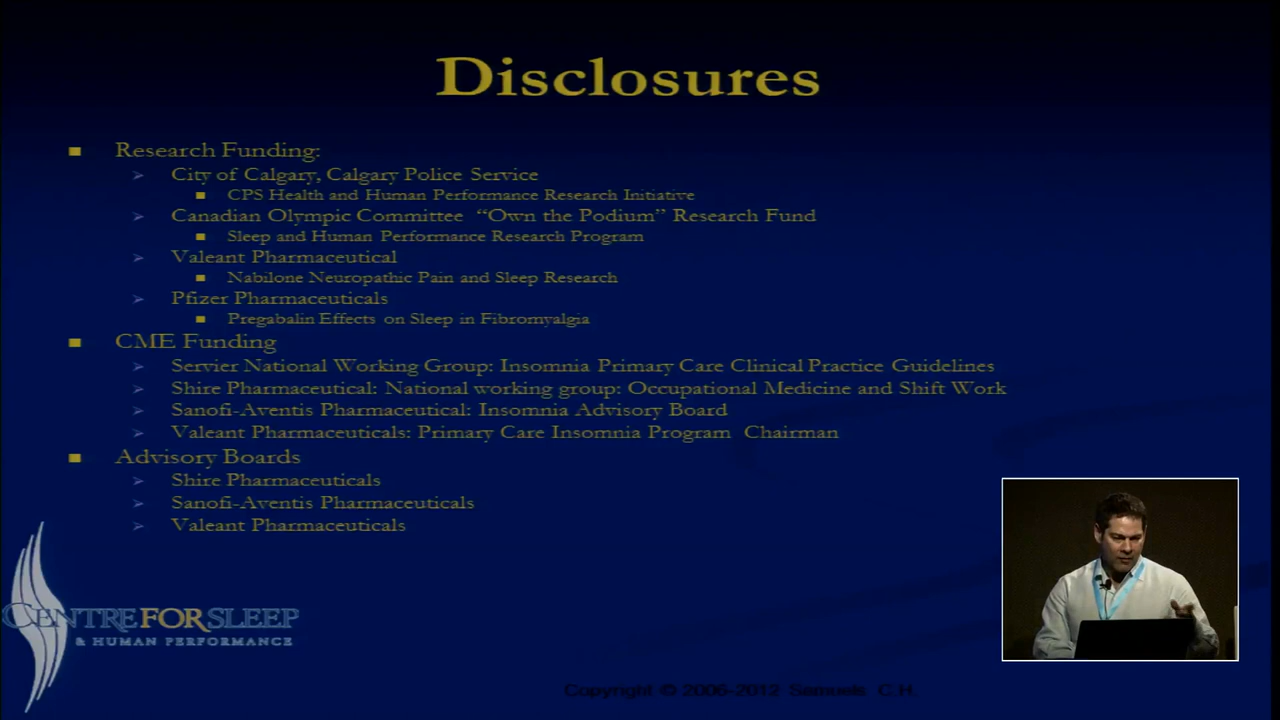 Disclosures
Research Funding:
City of Calgary, Calgary Police Service
CPS Health and Human Performance Research Initiative
Canadian Olympic Committee “Own the Podium” Research Fund
Sleep and Human Performance Research Program
Valeant Pharmaceutical
Nabilone Neuropathic Pain and Sleep Research
Pfizer Pharmaceuticals
Pregabalin Effects on Sleep in Fibromyalgia
CME Funding
Servier National Working Group: Insomnia Primary Care Clinical Practice Guidelines
Shire Pharmaceutical: National working group: Occupational Medicine and Shift Work
Sanofi-Aventis Pharmaceutical: Insomnia Advisory Board
Valeant Pharmaceuticals: Primary Care Insomnia Program Chairman
Advisory Boards
Shire Pharmaceuticals
Sanofi-Aventis Pharmaceuticals
Valeant Pharmaceuticals
CENTRE FOR SLEEP
& HUMAN PERFORMANCE
Copyright © 2006-2012 Samuels C.H.